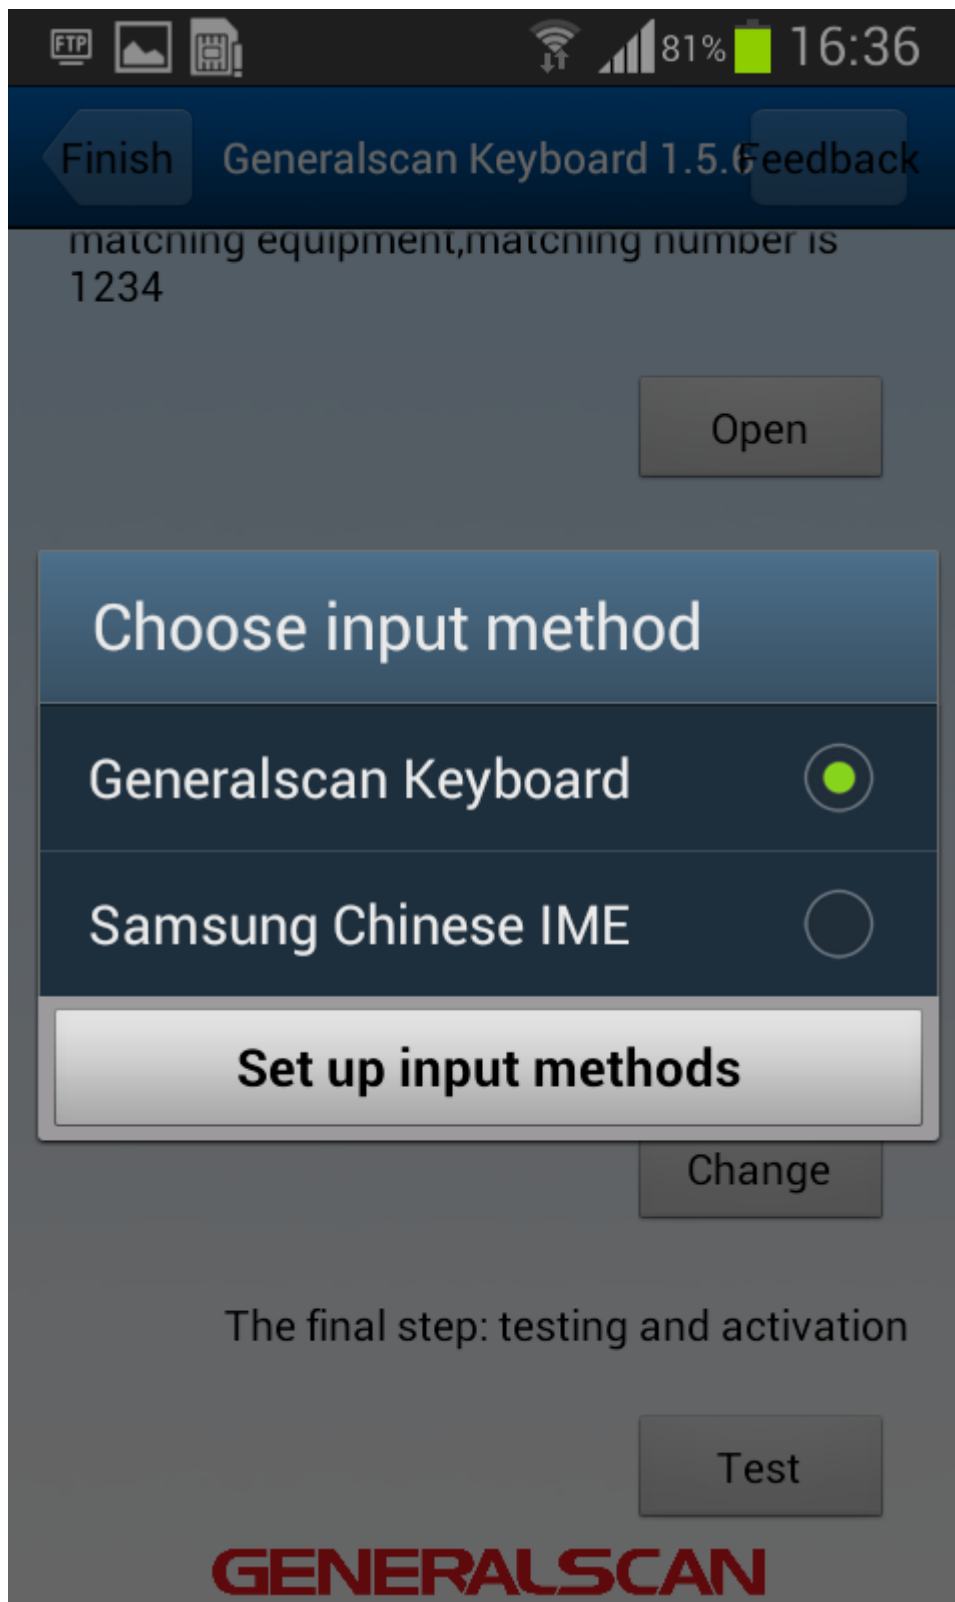 FTP
81%
16:36
Finish
Generalscan Keyboard 1.5.6
Feedback
matching equipment,matching number is
1234
Open
Choose input method
Generalscan Keyboard
Samsung Chinese IME
Set up input methods
Change
The final step: testing and activation
Test
GENERALSCAN